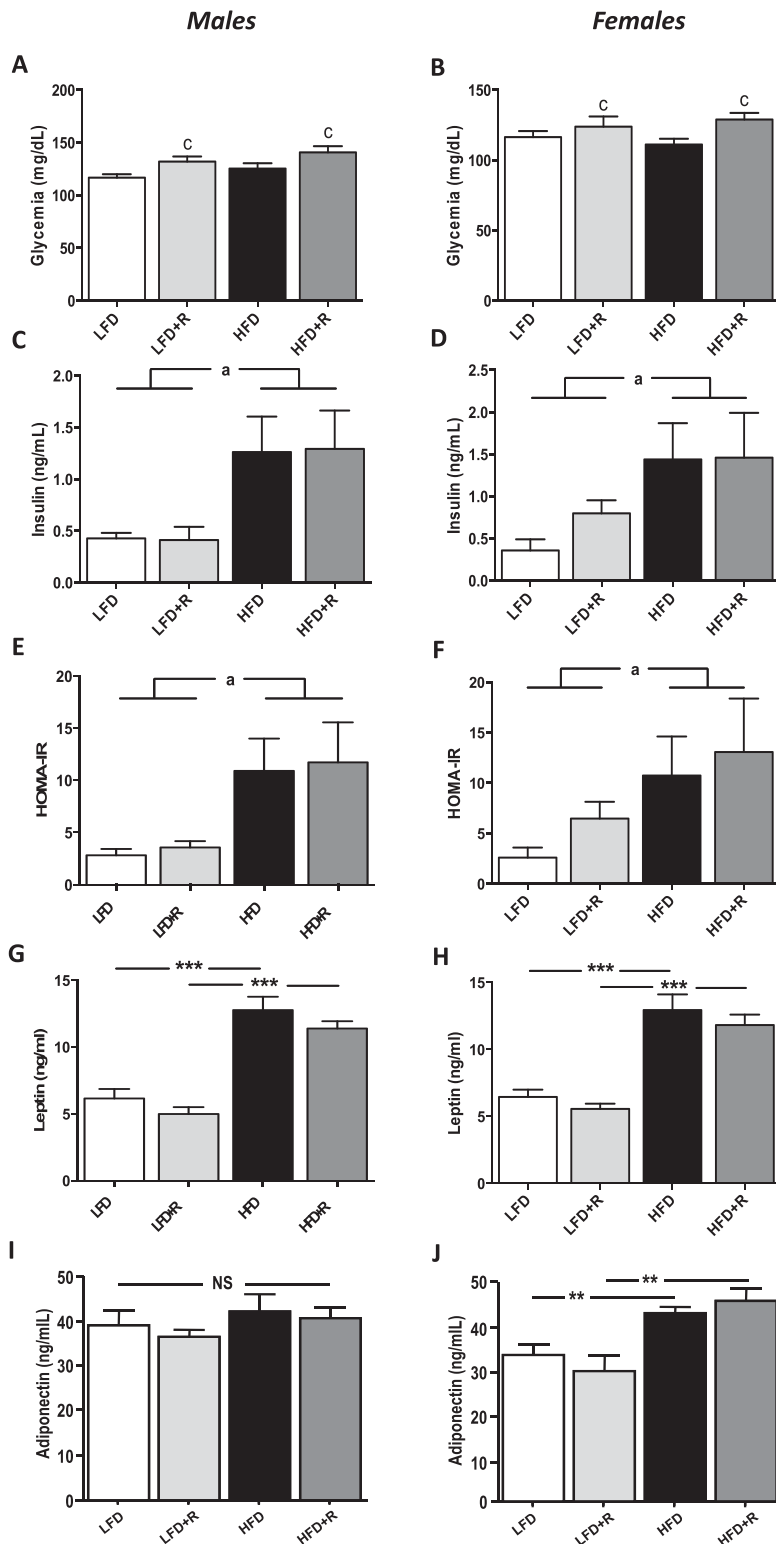 Males
Females
A
Glycemia (mg/dL)
200
150
100
50
0
C
C
LFD
LFD+R
HFD
HFD+R
B
Glycemia (mg/dL)
150
100
50
0
C
C
LFD
LFD+R
HFD
HFD+R
C
Insulin (ng/mL)
2.0
1.5
1.0
0.5
0.0
a
LFD
LFD+R
HFD
HFD+R
D
Insulin (ng/mL)
2.5
2.0
1.5
1.0
0.5
0.0
a
LFD
LFD+R
HFD
HFD+R
E
HOMA-IR
20
15
10
5
0
a
LFD
LFD+R
HFD
HFD+R
F
HOMA-IR
20
15
10
5
0
a
LFD
LFD+R
HFD
HFD+R
G
Leptin (ng/ml)
15
10
5
0
***
***
LFD
LFD+R
HFD
HFD+R
H
Leptin (ng/ml)
15
10
5
0
***
***
LFD
LFD+R
HFD
HFD+R
I
Adiponectin (ng/mlL)
50
40
30
20
10
0
NS
LFD
LFD+R
HFD
HFD+R
J
Adiponectin (ng/mlL)
50
40
30
20
10
0
**
**
LFD
LFD+R
HFD
HFD+R